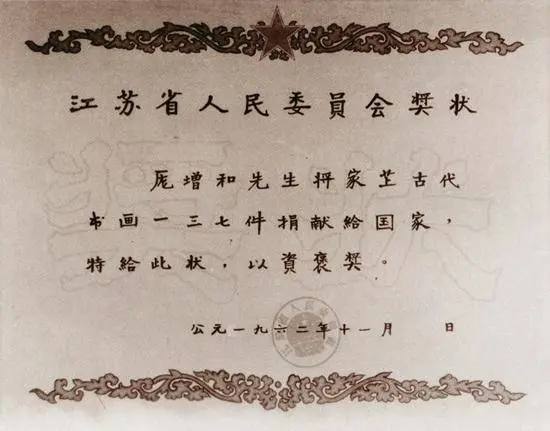 江苏省人民委員会奖状
厐增和先生将家芷古代
书画一三七件捐献給国家，
特給此状，以資褒奖。
公元一九六二年十一月　日